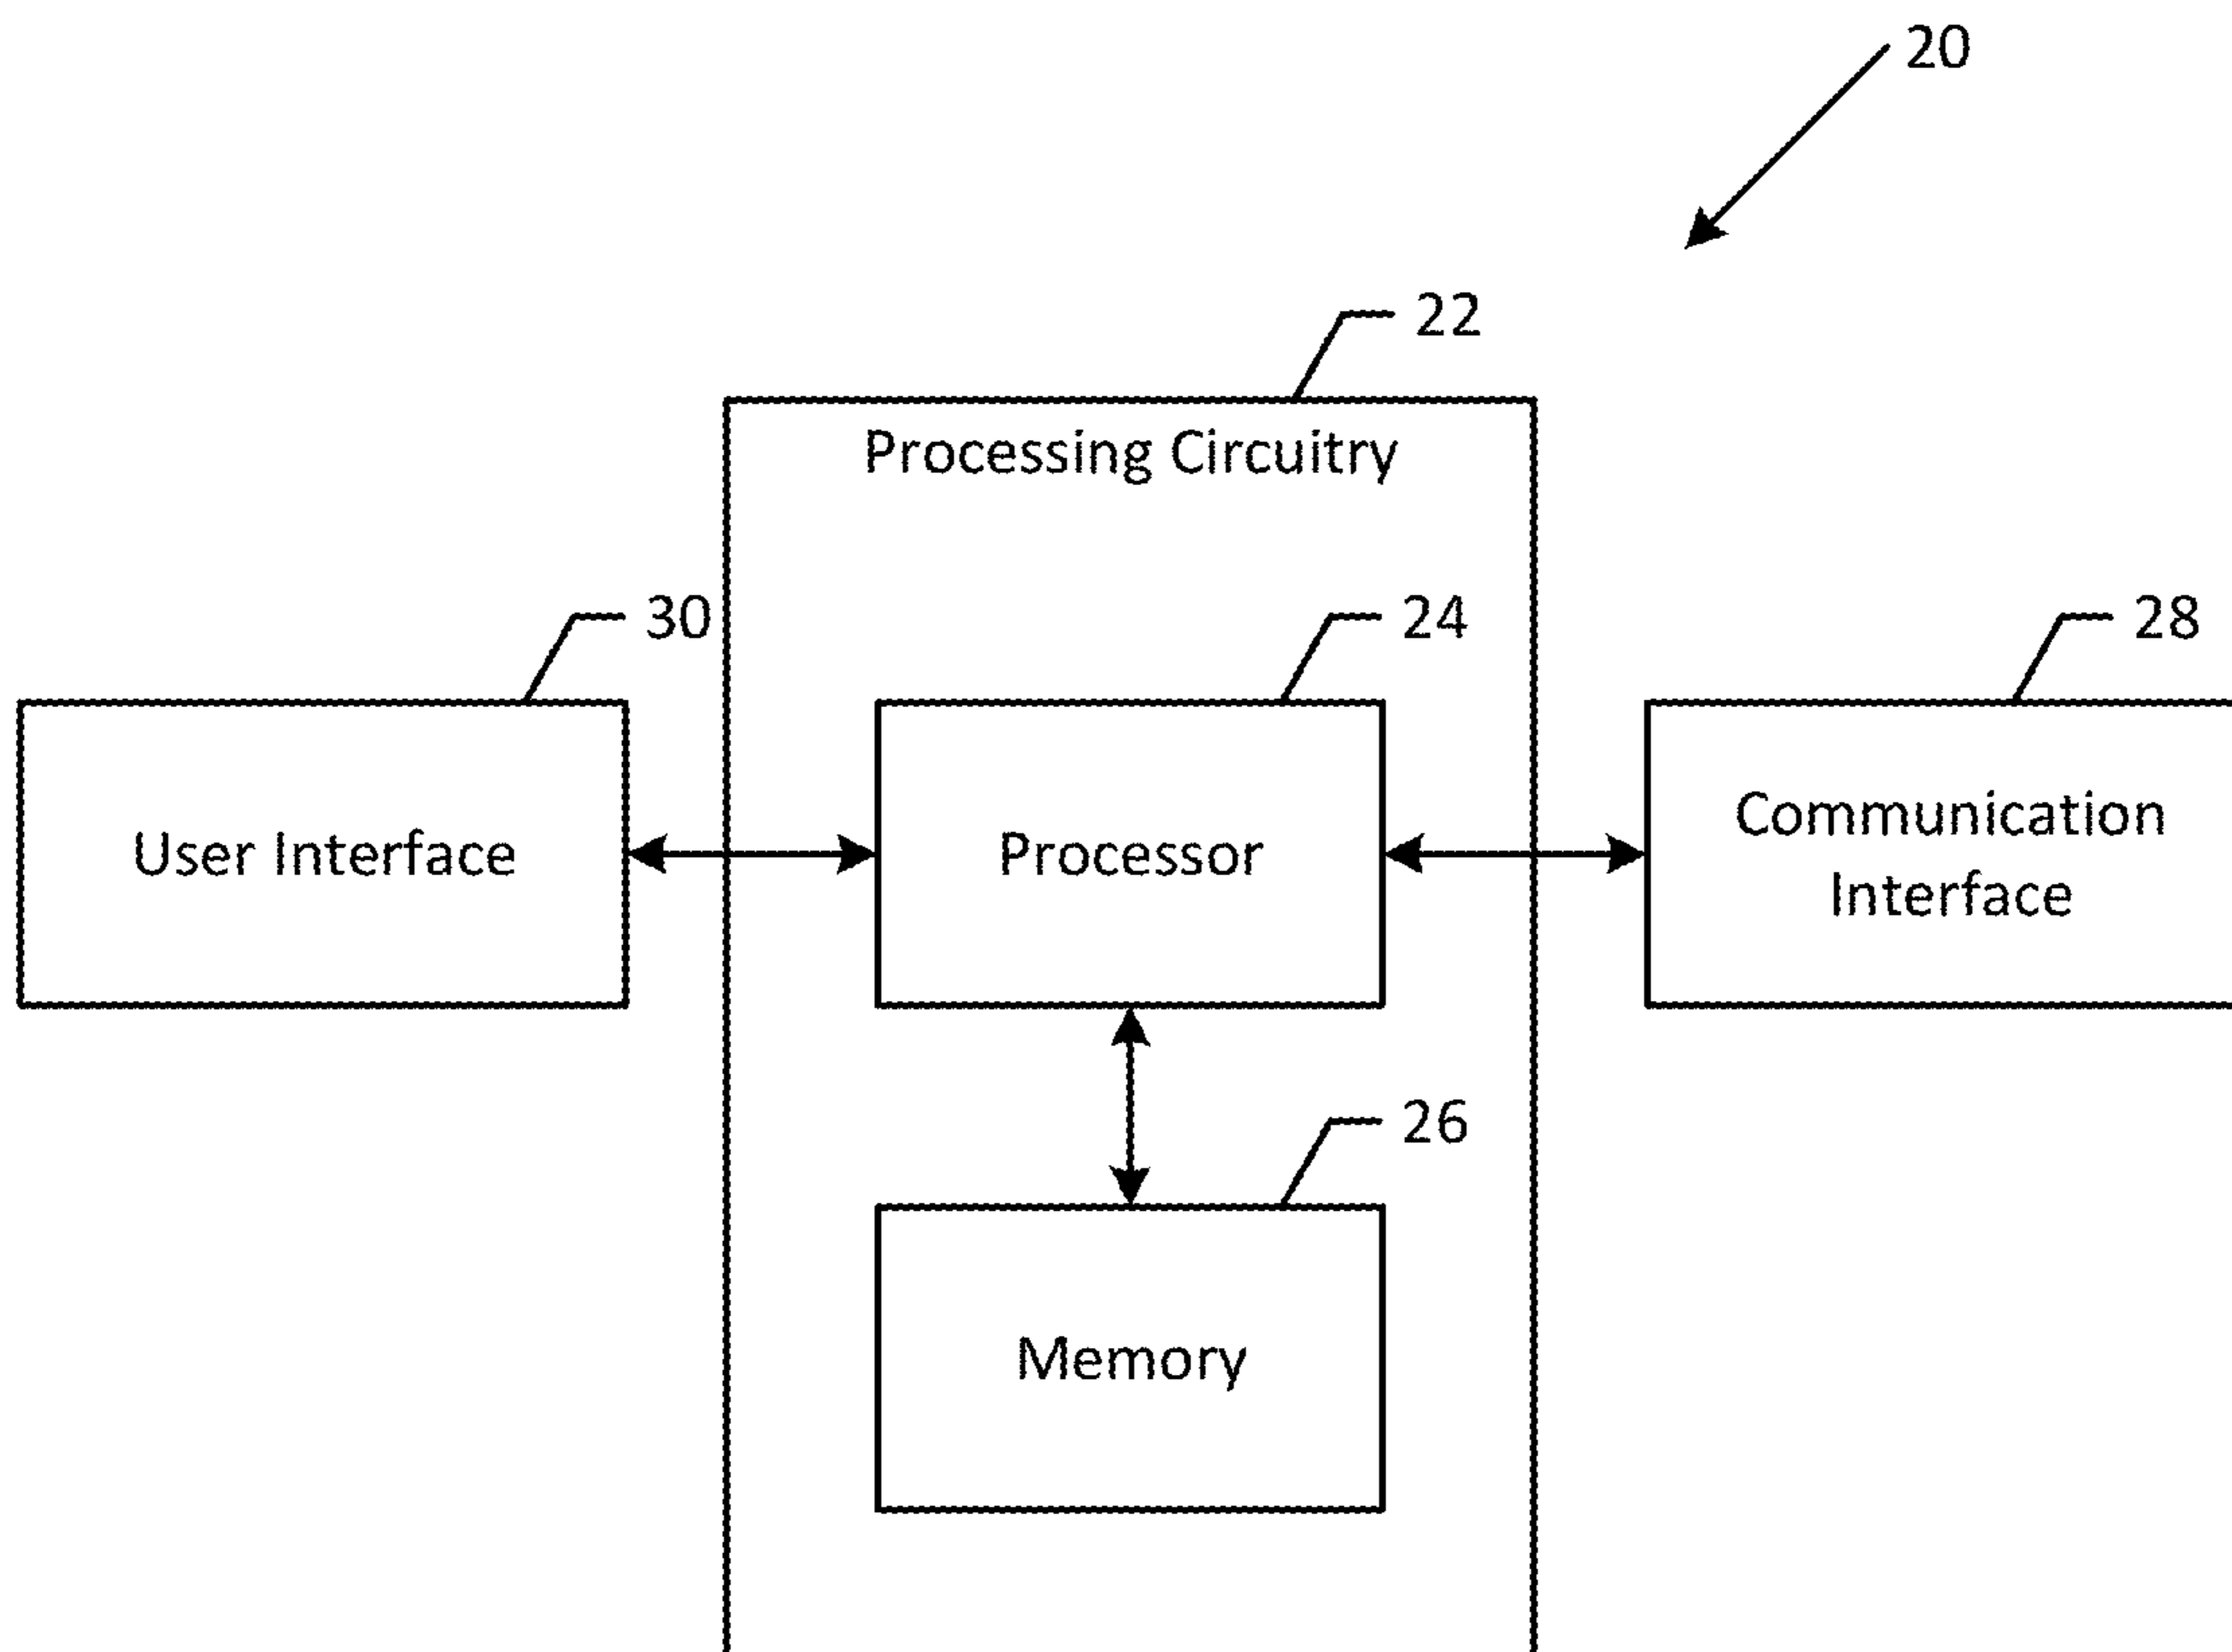 20
22
Processing Circuitry
30
24
28
User Interface
Processor
Communication
Interface
26
Memory